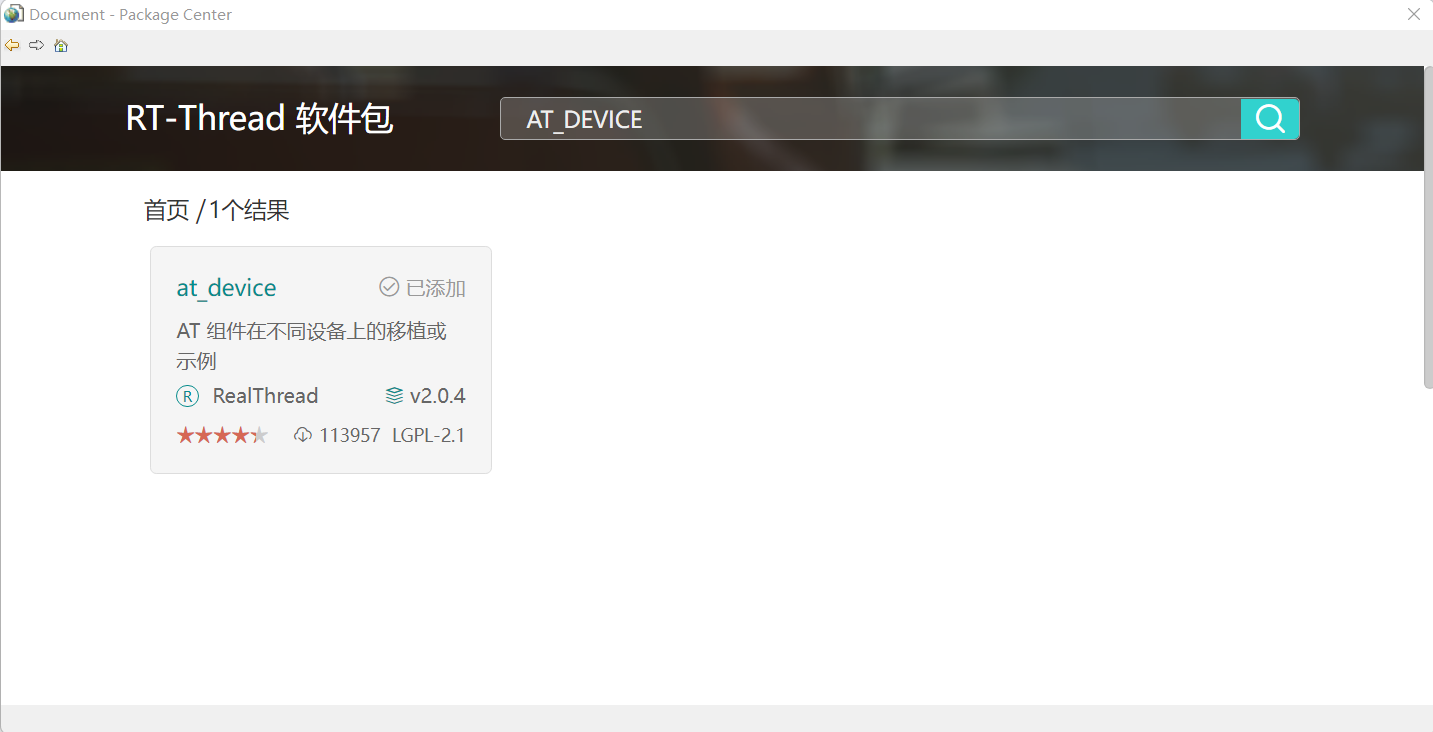 Document - Package Center
RT-Thread 软件包
AT_DEVICE
首页 /1个结果
at_device 已添加
AT 组件在不同设备上的移植或
示例
R RealThread v2.0.4
113957 LGPL-2.1